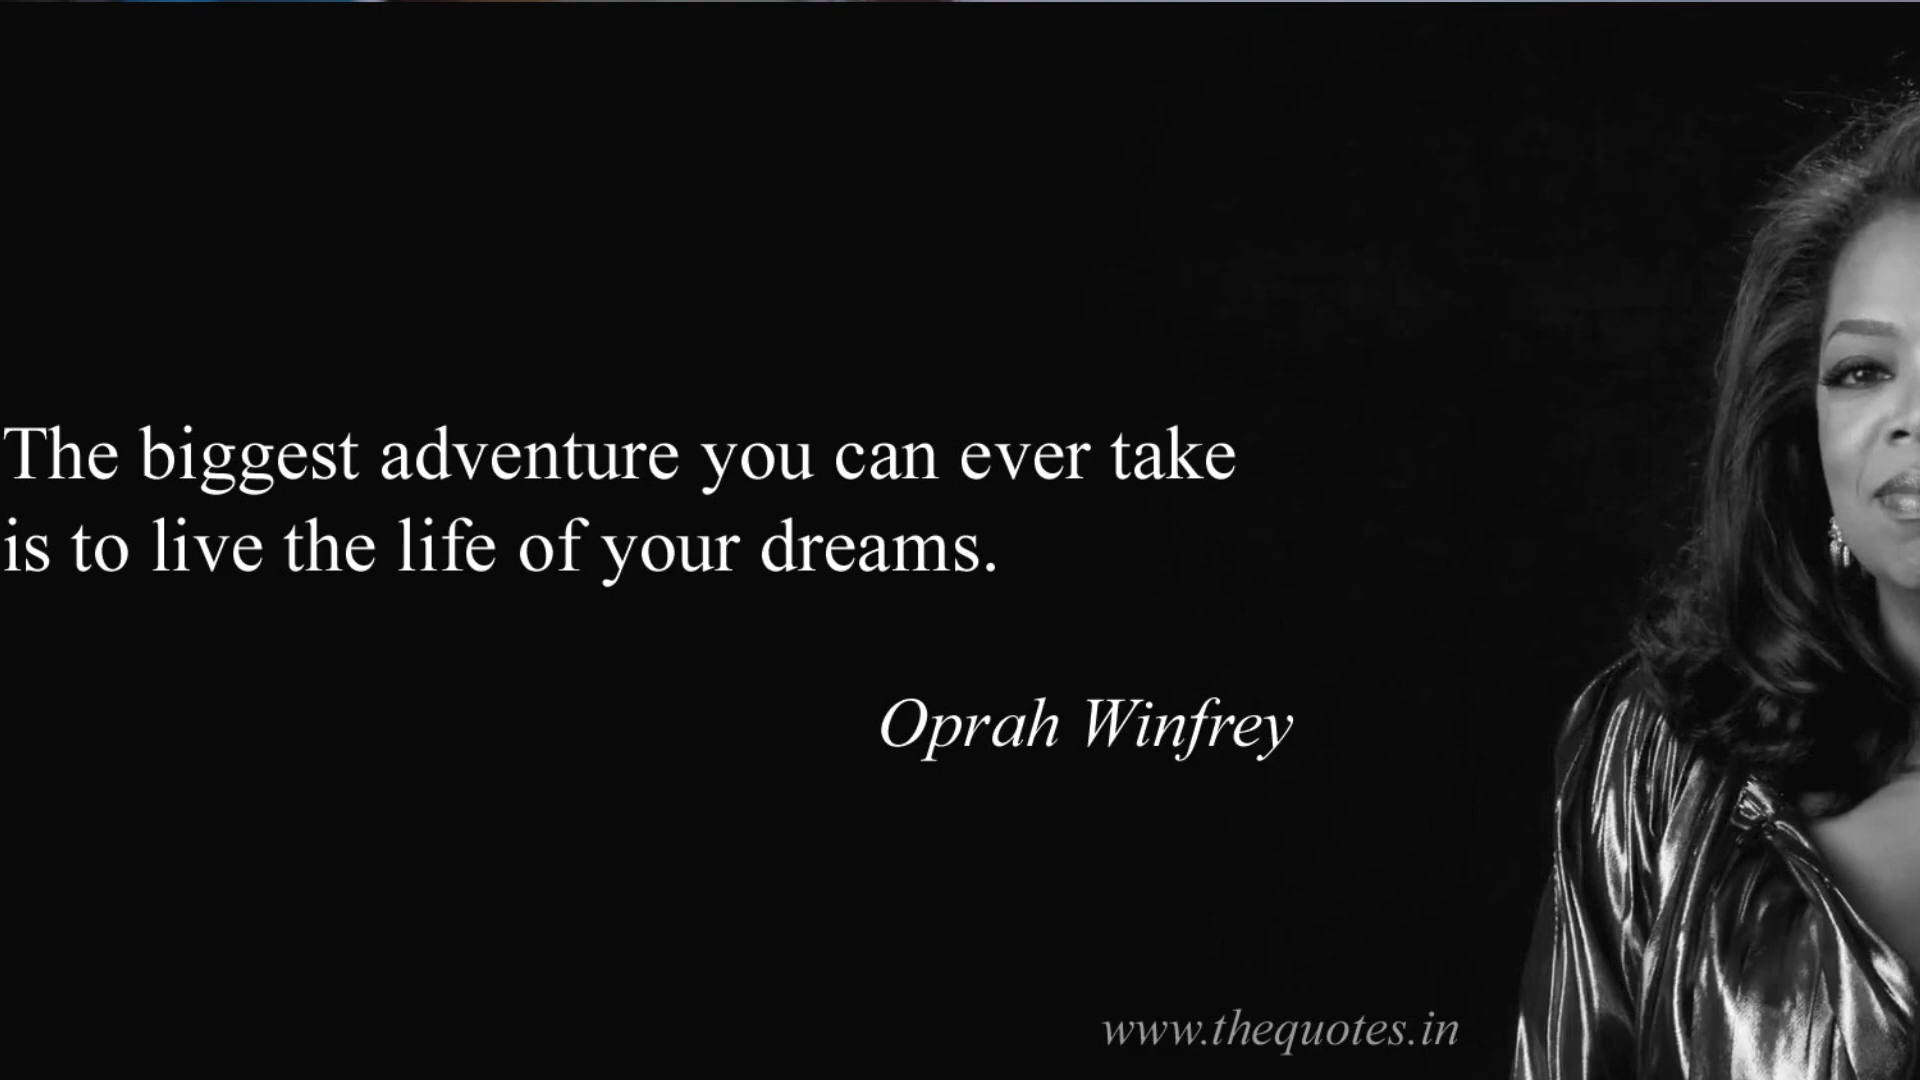 The biggest adventure you can ever take
is to live the life of your dreams.
Oprah Winfrey
www.thequotes.in